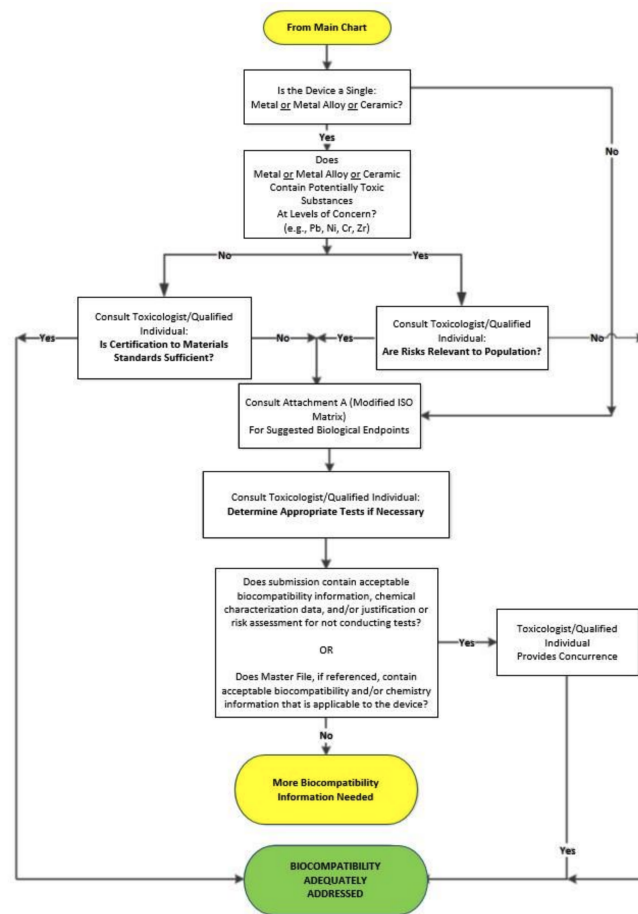 From Main Chart
Is the Device a Single:
Metal or Metal Alloy or Ceramic?
Yes
No
Does
Metal or Metal Alloy or Ceramic
Contain Potentially Toxic
Substances
At Levels of Concern?
(e.g., Pb, Ni, Cr, Zr)
No
Yes
Consult Toxicologist/Qualified
Individual:
Is Certification to Materials
Standards Sufficient?
Yes
No
Yes
Consult Toxicologist/Qualified
Individual:
Are Risks Relevant to Population?
No
Consult Attachment A (Modified ISO
Matrix)
For Suggested Biological Endpoints
Consult Toxicologist/Qualified Individual:
Determine Appropriate Tests if Necessary
Does submission contain acceptable
biocompatibility information, chemical
characterization data, and/or justification or
risk assessment for not conducting tests?
OR
Does Master File, if referenced, contain
acceptable biocompatibility and/or chemistry
information that is applicable to the device?
Yes
Toxicologist/Qualified
Individual
Provides Concurrence
No
More Biocompatibility
Information Needed
Yes
BIOCOMPATIBILITY
ADEQUATELY
ADDRESSED